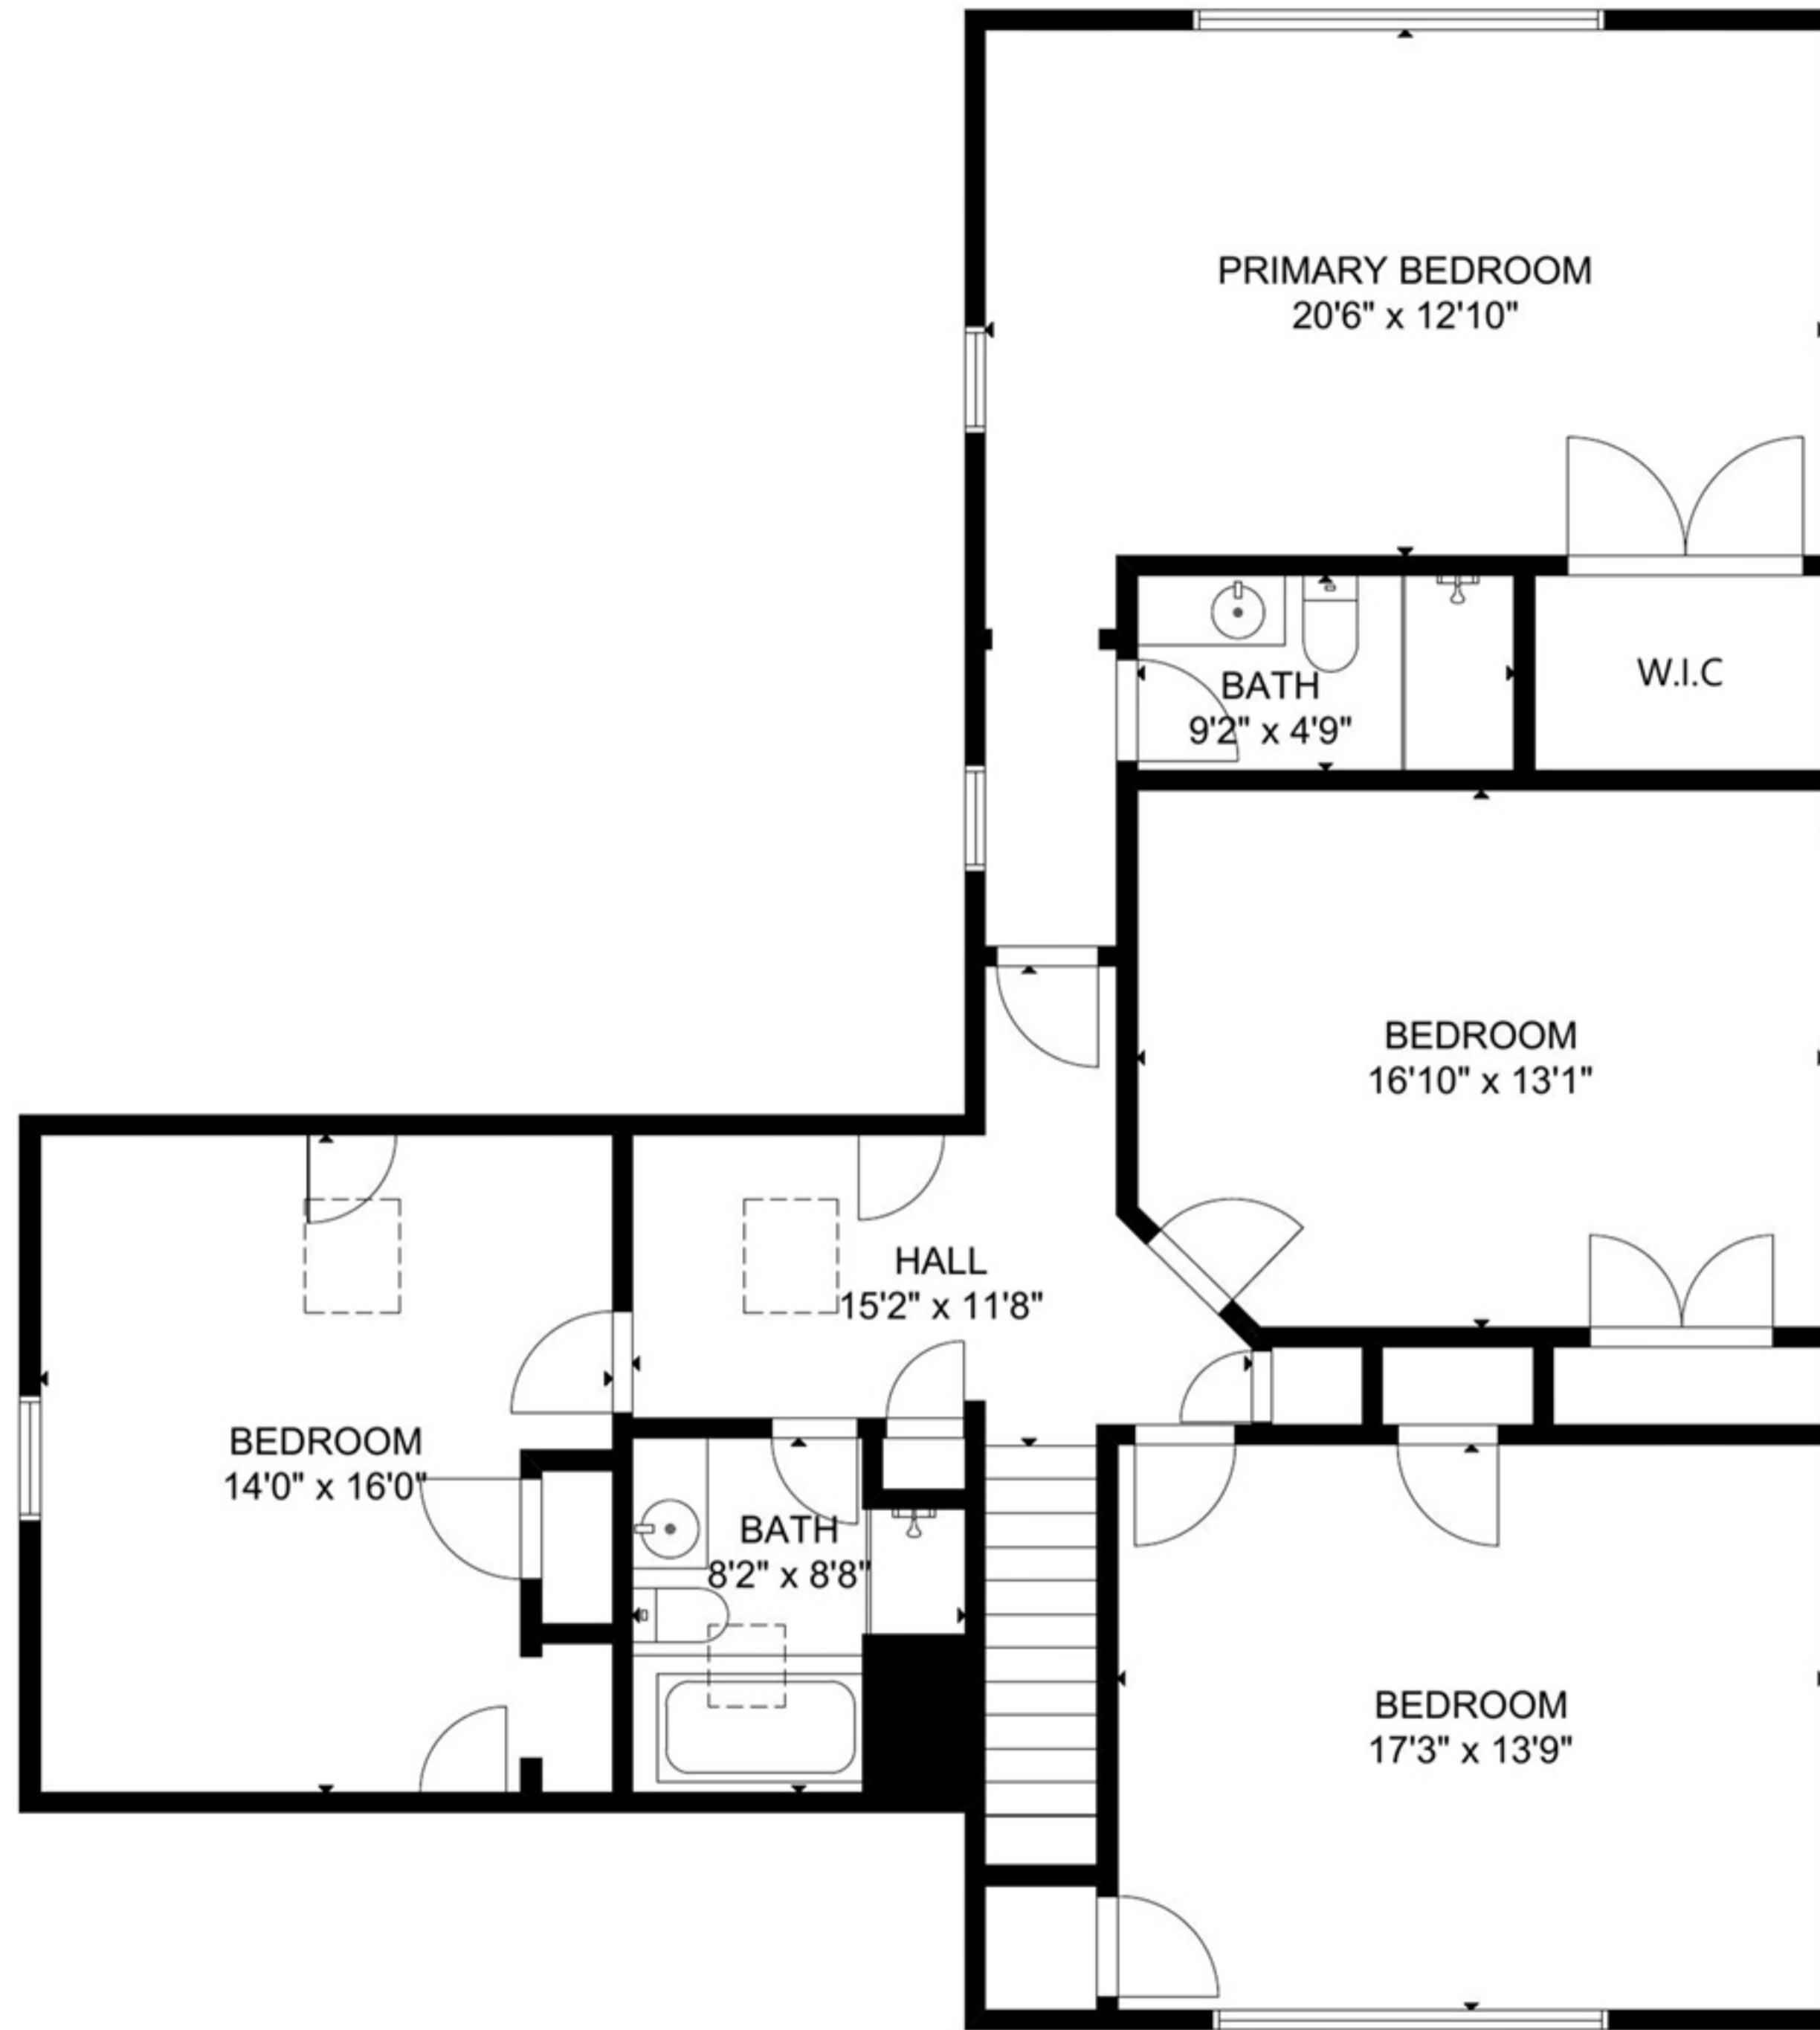 PRIMARY BEDROOM
20'6" x 12'10"
BATH
9'2" x 4'9"
W.I.C
BEDROOM
16'10" x 13'1"
HALL
15'2" x 11'8"
BEDROOM
14'0" x 16'0"
BATH
8'2" x 8'8"
BEDROOM
17'3" x 13'9"